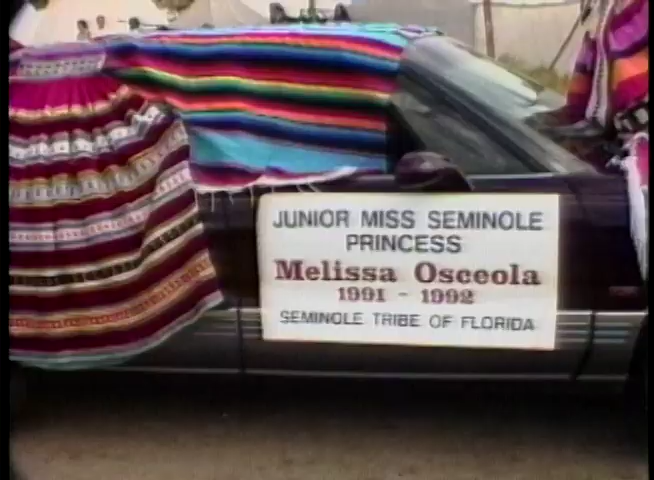 JUNIOR MISS SEMINOLE
PRINCESS
Melissa Osceola
1991 - 1992
SEMINOLE TRIBE OF FLORIDA